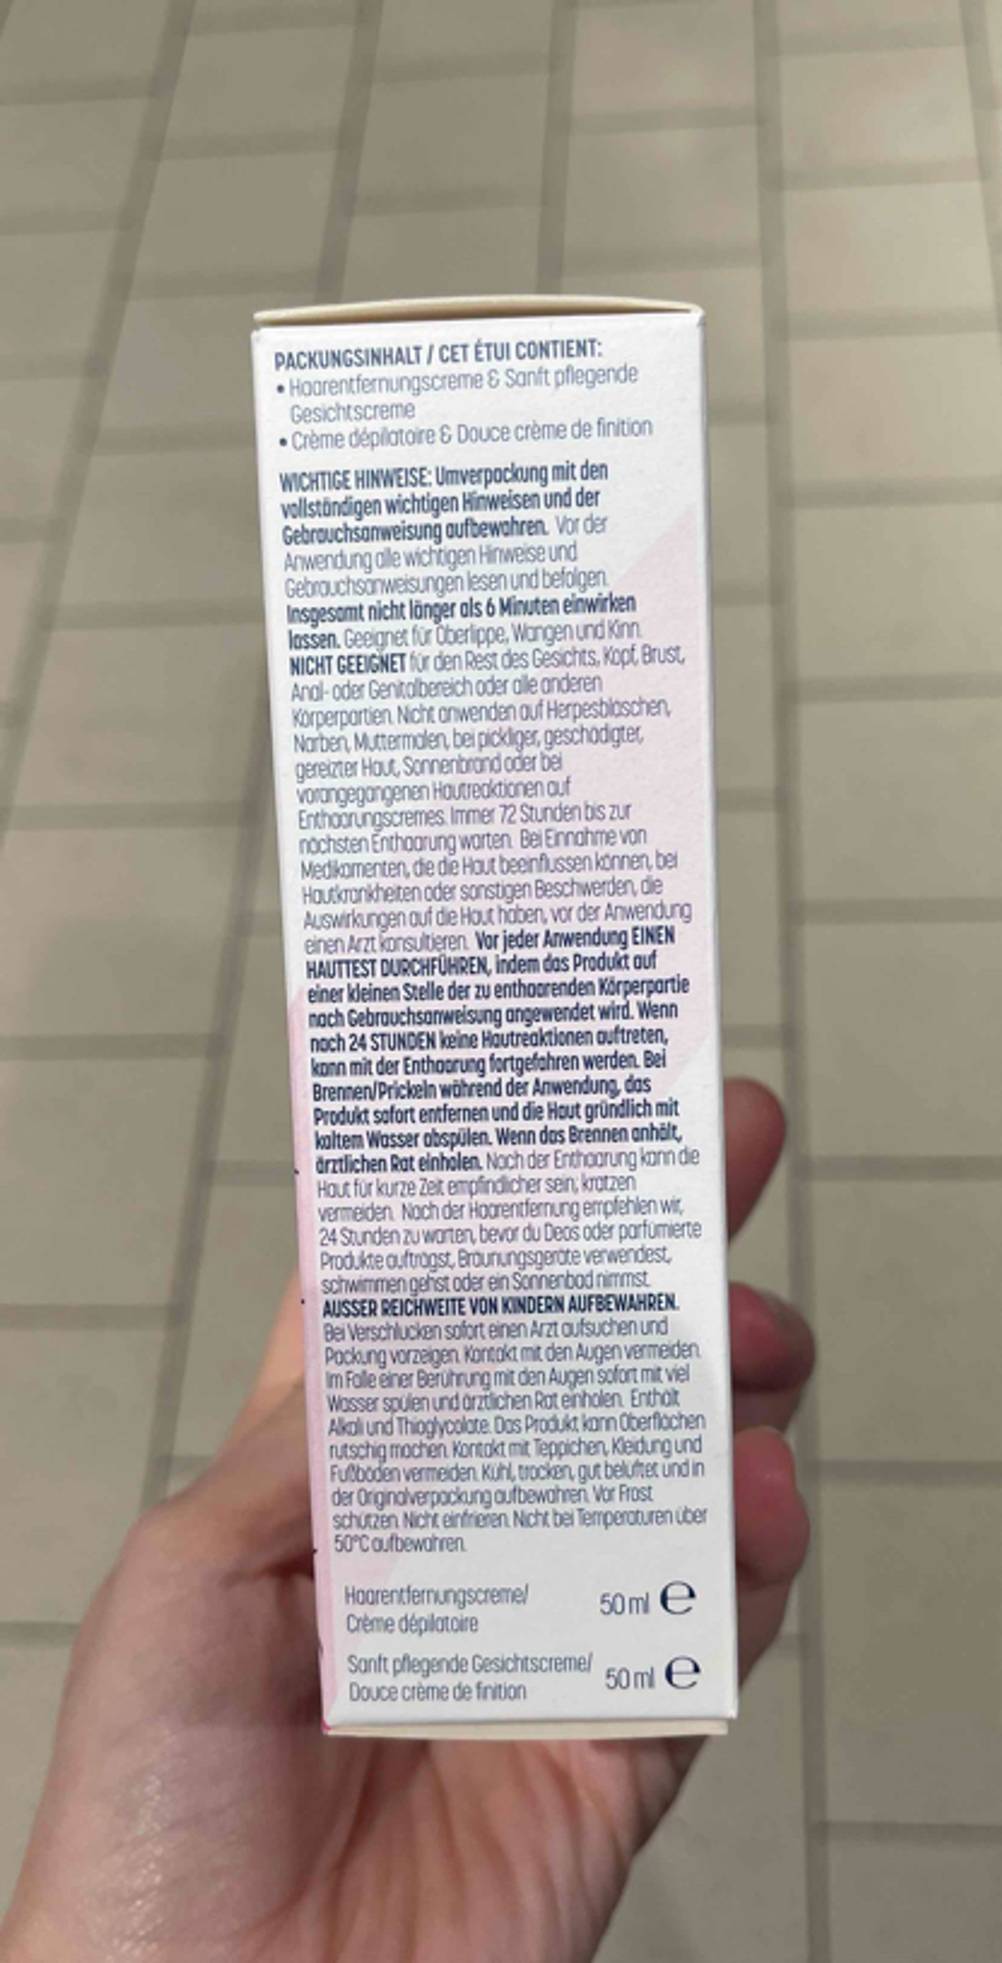 PACKUNGSINHALT / CET ÉTUI CONTIENT:
• Haarentfernungscreme & Sanft pflegende
Gesichtscreme
• Crème dépilatoire & Douce crème de finition
WICHTIGE HINWEISE: Umverpackung mit den
vollständigen wichtigen Hinweisen und der
Gebrauchsanweisung aufbewahren. Vor der
Anwendung alle wichtigen Hinweise und
Gebrauchsanweisungen lesen und befolgen.
Insgesamt nicht länger als 6 Minuten einwirken
lassen. Geeignet für Oberlippe, Wangen und Kinn.
NICHT GEEIGNET für den Rest des Gesichts, Kopf, Brust,
Anal- oder Genitalbereich oder alle anderen
Körperpartien. Nicht anwenden auf Herpesbläschen,
Narben, Muttermalen, bei pickliger, geschädigter,
gereizter Haut, Sonnenbrand oder bei
vorangegangenen Hautreaktionen auf
Enthaarungscremes. Immer 72 Stunden bis zur
nächsten Enthaarung warten. Bei Einnahme von
Medikamenten, die die Haut beeinflussen können, bei
Hautkrankheiten oder sonstigen Beschwerden, die
Auswirkungen auf die Haut haben, vor der Anwendung
einen Arzt konsultieren. Vor jeder Anwendung EINEN
HAUTTEST DURCHFÜHREN, indem das Produkt auf
einer kleinen Stelle der zu enthaarenden Körperpartie
nach Gebrauchsanweisung angewendet wird. Wenn
nach 24 STUNDEN keine Hautreaktionen auftreten,
kann mit der Enthaarung fortgefahren werden. Bei
Brennen/Prickeln während der Anwendung, das
Produkt sofort entfernen und die Haut gründlich mit
kaltem Wasser abspülen. Wenn das Brennen anhält,
ärztlichen Rat einholen. Nach der Enthaarung kann die
Haut für kurze Zeit empfindlicher sein; kratzen
vermeiden. Nach der Haarentfernung empfehlen wir,
24 Stunden zu warten, bevor du Deos oder parfümierte
Produkte aufträgst, Bräunungsgeräte verwendest,
schwimmen gehst oder ein Sonnenbad nimmst.
AUSSER REICHWEITE VON KINDERN AUFBEWAHREN.
Bei Verschlucken sofort einen Arzt aufsuchen und
Packung vorzeigen. Kontakt mit den Augen vermeiden.
Im Falle einer Berührung mit den Augen sofort mit viel
Wasser spülen und ärztlichen Rat einholen. Enthält
Alkali und Thioglycolate. Das Produkt kann Oberflächen
rutschig machen. Kontakt mit Teppichen, Kleidung und
Fußböden vermeiden. Kühl, trocken, gut belüftet und in
der Originalverpackung aufbewahren. Vor Frost
schützen. Nicht einfrieren. Nicht bei Temperaturen über
50°C aufbewahren.
Haarentfernungscreme/
Crème dépilatoire 50 ml e
Sanft pflegende Gesichtscreme/
Douce crème de finition 50 ml e